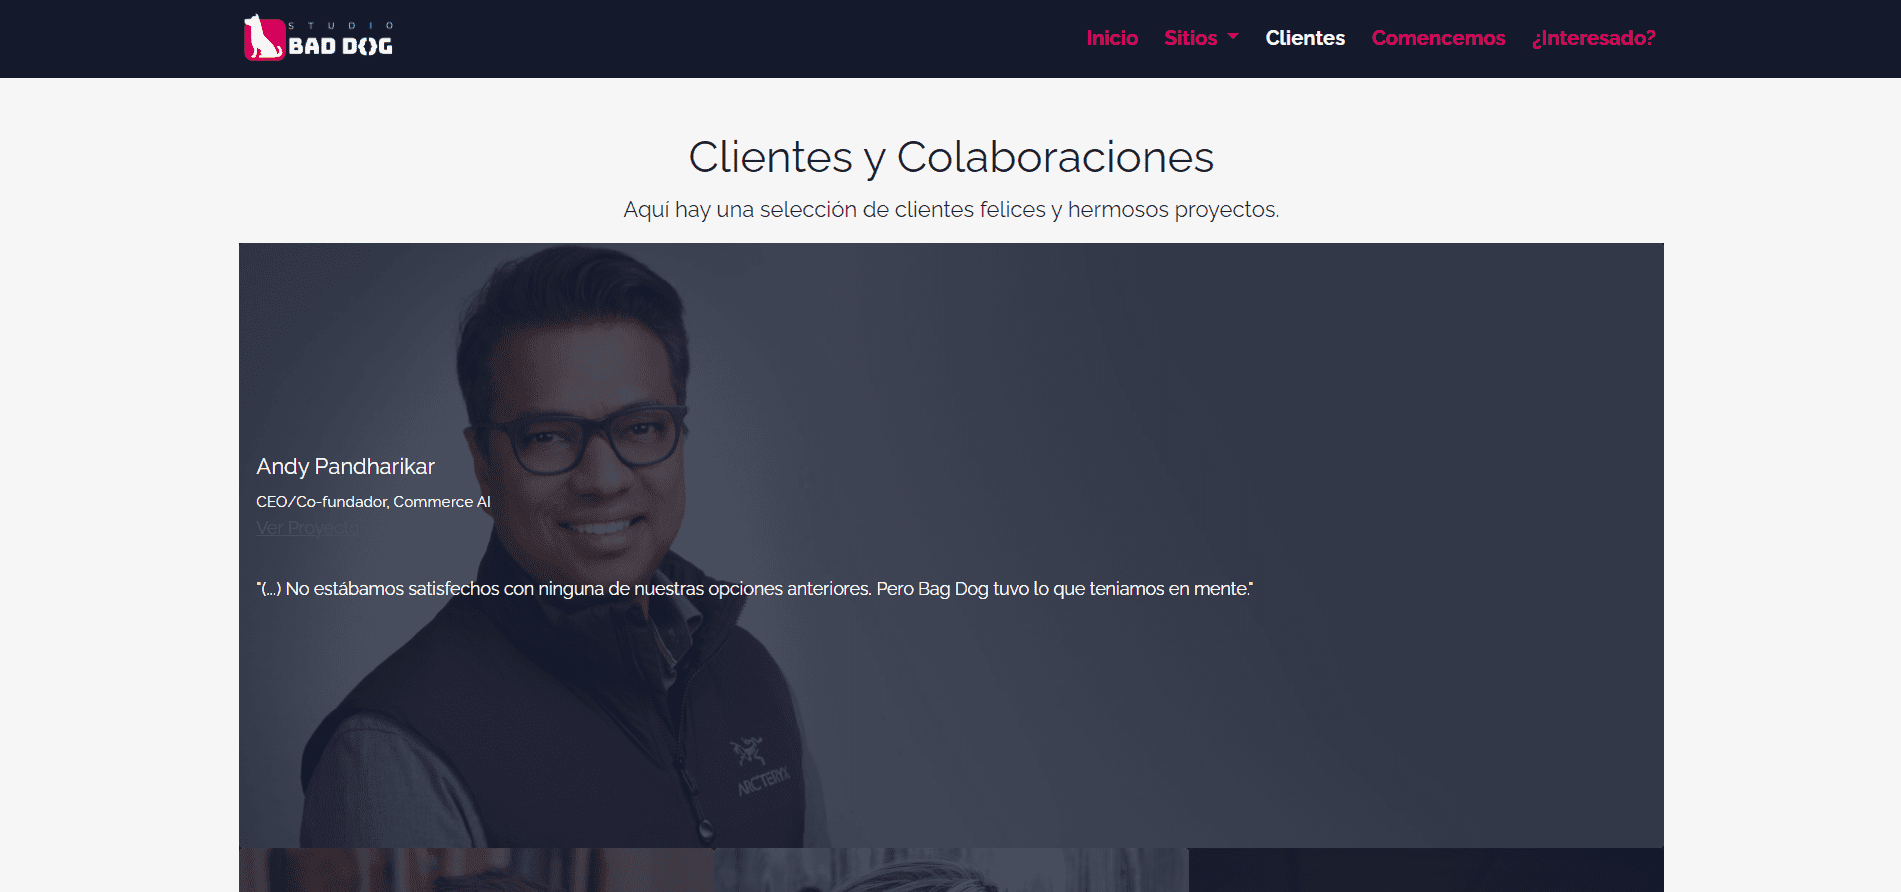 STUDIO
BAD DOG
Inicio Sitios Clientes Comencemos ¿Interesado?
Clientes y Colaboraciones
Aquí hay una selección de clientes felices y hermosos proyectos.
Andy Pandharikar
CEO/Co-fundador, Commerce AI
Ver Proyecto
"(...) No estábamos satisfechos con ninguna de nuestras opciones anteriores. Pero Bag Dog tuvo lo que teniamos en mente."
ARCTERYX